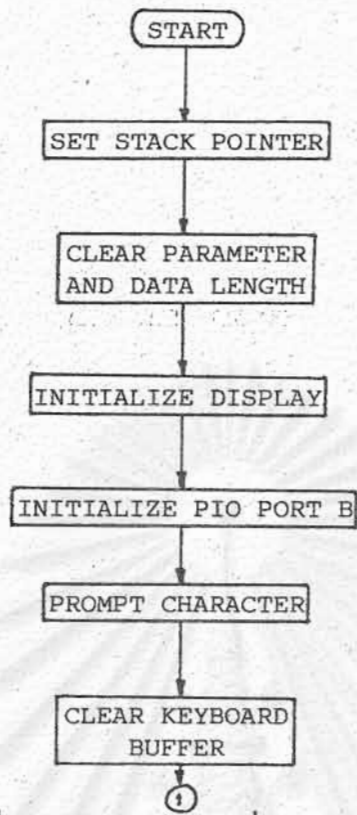 START
SET STACK POINTER
CLEAR PARAMETER
AND DATA LENGTH
INITIALIZE DISPLAY
INITIALIZE PIO PORT B
PROMPT CHARACTER
CLEAR KEYBOARD
BUFFER
1